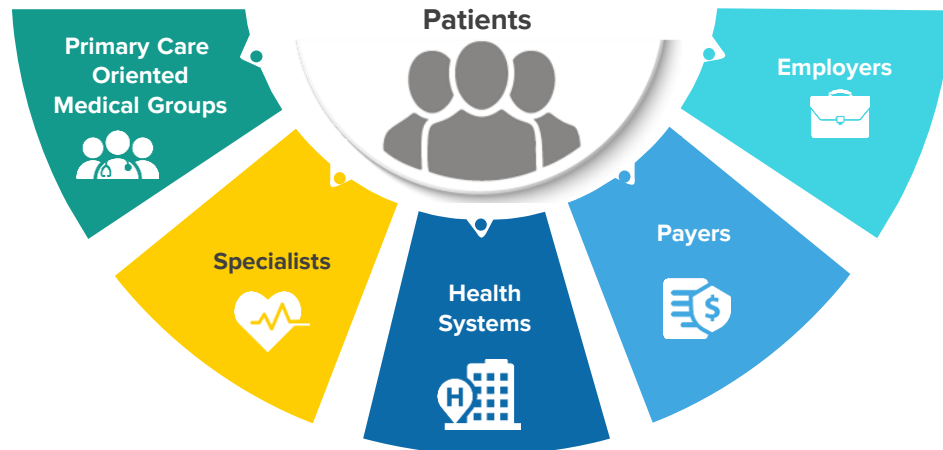 Patients
Primary Care
Oriented
Medical Groups
Employers
Specialists
Payers
$
Health
Systems
H